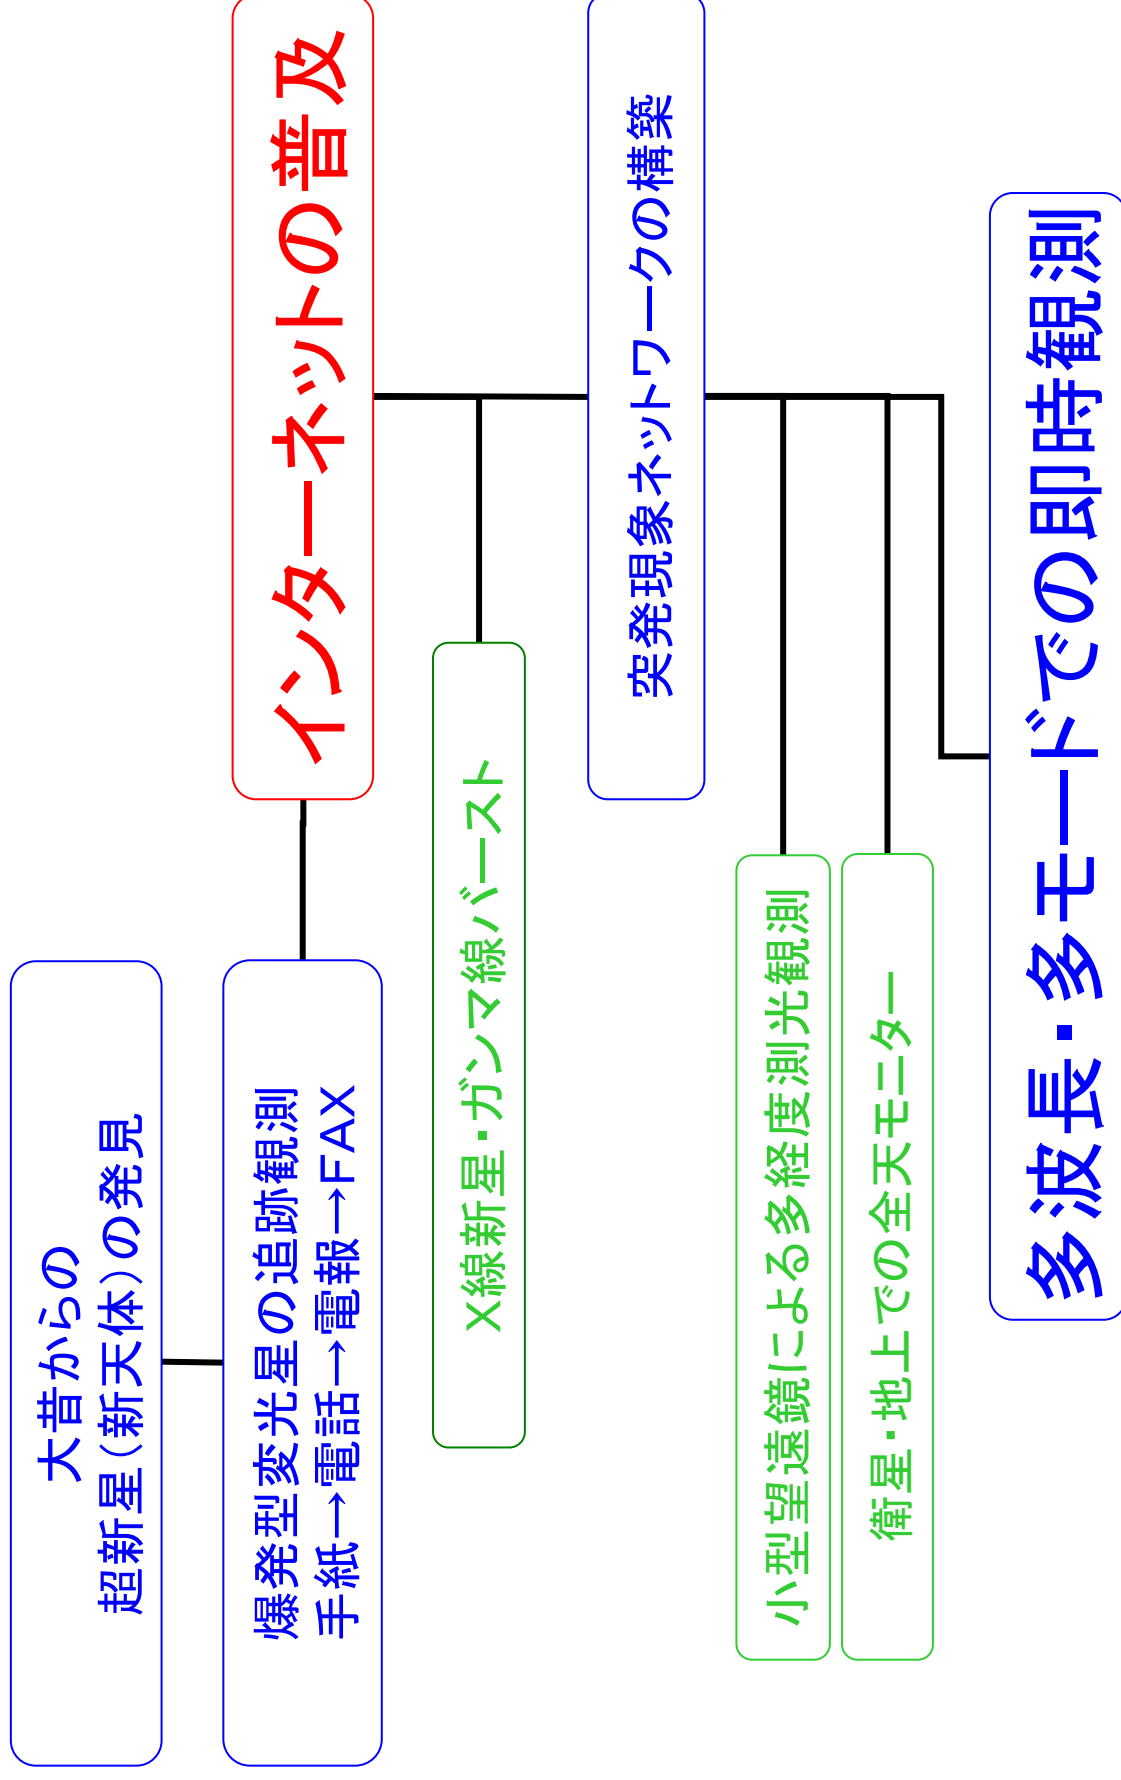 大昔からの
超新星（新天体）の発見
爆発型変光星の追跡観測
手紙→電話→電報→FAX
インターネットの普及
X線新星・ガンマ線バースト
突発現象ネットワークの構築
小型望遠鏡による多経度測光観測
衛星・地上での全天モニター
多波長・多モードでの即時観測